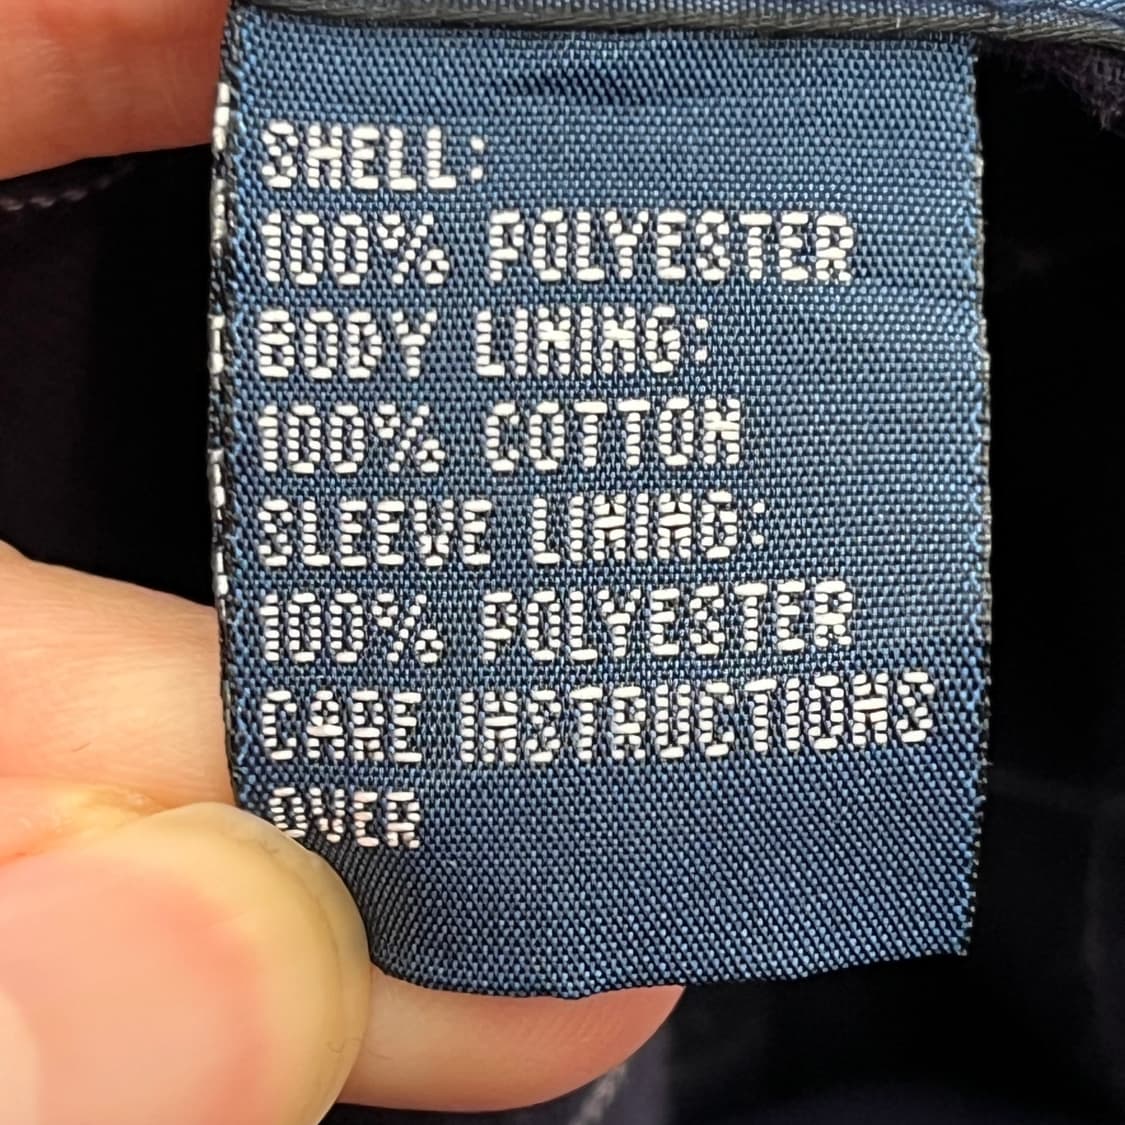 SHELL:
100% POLYESTER
BODY LINING:
100% COTTON
SLEEVE LINING:
100% POLYESTER
CARE INSTRUCTIONS
OVER